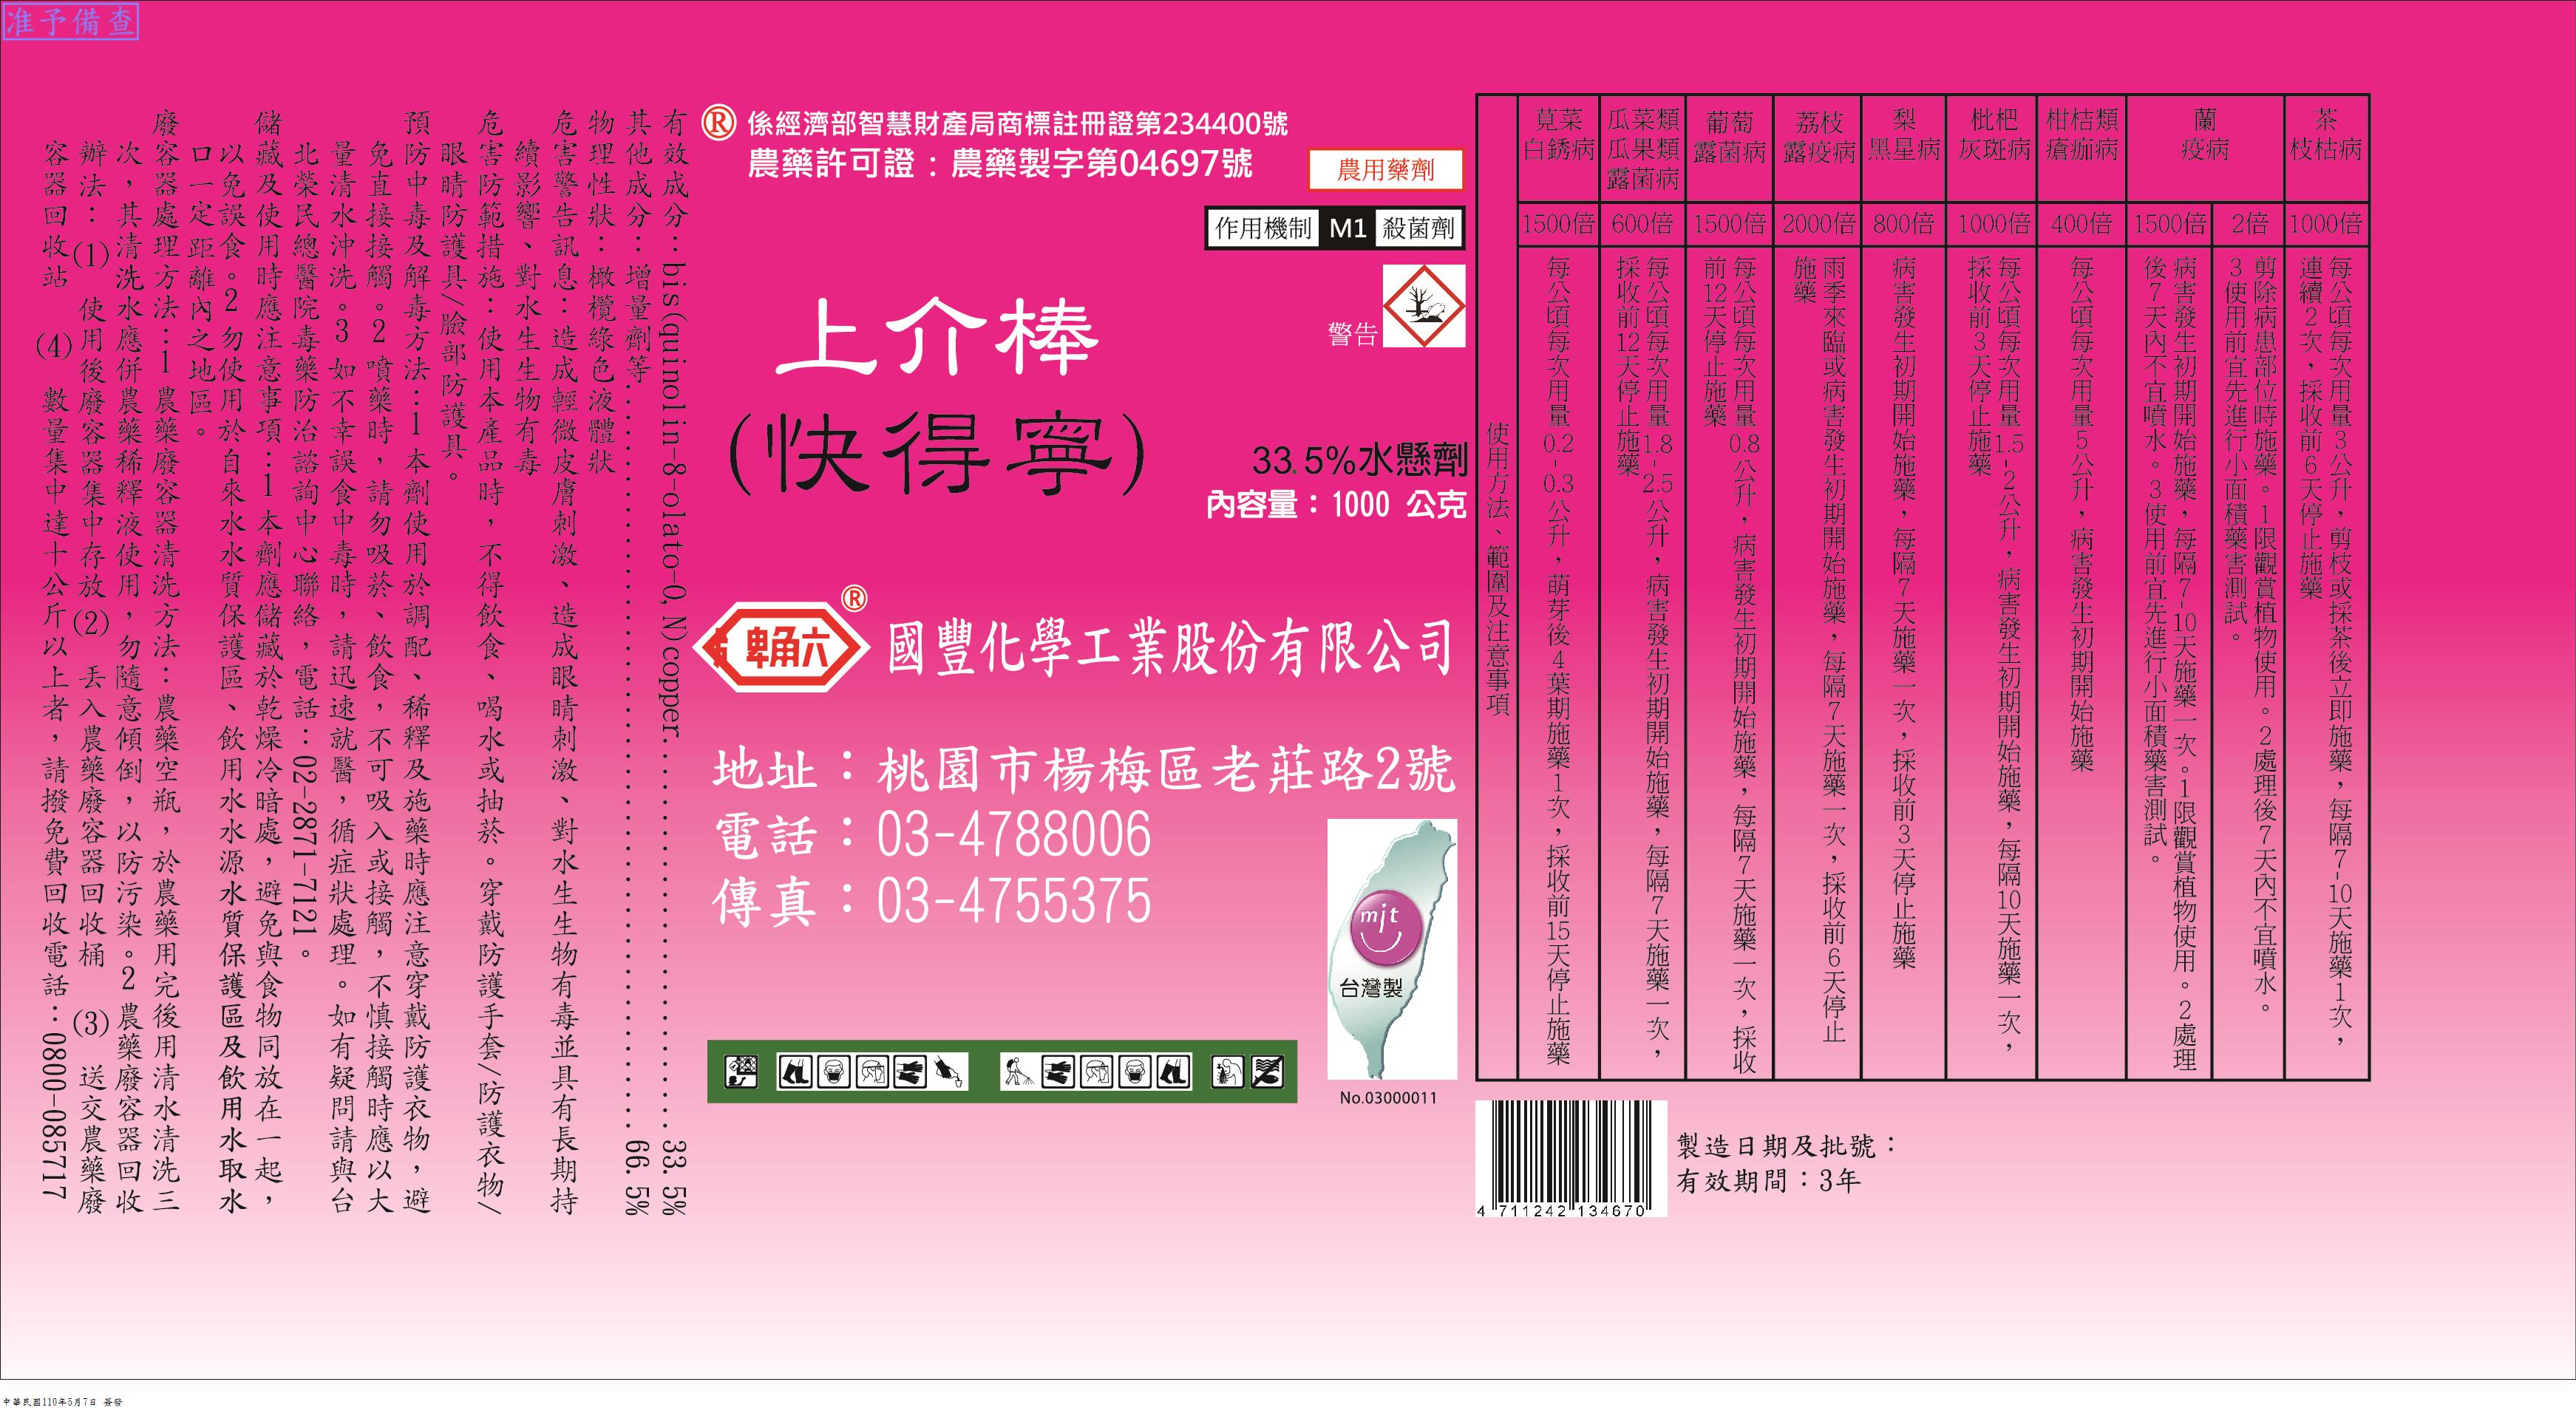 准予備查
有效成分：bis(quinolin-8-olato-O, N)copper......33.5%
其他成分：增量劑等......66.5%
物理性狀：橄欖綠色液體狀
危害警告訊息：造成輕微皮膚刺激、造成眼睛刺激、對水生生物有毒並具有長期持
續影響、對水生生物有毒
危害防範措施：使用本產品時，不得飲食、喝水或抽菸。穿戴防護手套/防護衣物/
眼睛防護具/臉部防護具。
預防中毒及解毒方法：1本劑使用於調配、稀釋及施藥時應注意穿戴防護衣物，避
免直接接觸。2噴藥時，請勿吸菸、飲食，不可吸入或接觸，不慎接觸時應以大
量清水沖洗。3如不幸誤食中毒時，請迅速就醫，循症狀處理。如有疑問請與台
北榮民總醫院毒藥防治諮詢中心聯絡，電話：02-2871-7121。
儲藏及使用時應注意事項：1本劑應儲藏於乾燥冷暗處，避免與食物同放在一起，
以免誤食。2勿使用於自來水水質保護區、飲用水水源水質保護區及飲用水取水
口一定距離內之地區。
廢容器處理方法：1農藥廢容器清洗方法：農藥空瓶，於農藥用完後用清水清洗三
次，其清洗水應併農藥稀釋液使用，勿隨意傾倒，以防污染。2農藥廢容器回收
辦法：(1) 使用後廢容器集中存放(2) 丟入農藥廢容器回收桶 (3) 送交農藥廢
容器回收站 (4) 數量集中達十公斤以上者，請撥免費回收電話：0800-085717
® 係經濟部智慧財產局商標註冊證第234400號
農藥許可證：農藥製字第04697號
農用藥劑
作用機制 M1 殺菌劑
警告
上介棒
(快得寧)
33.5%水懸劑
內容量：1000 公克
六角牌 ®
國豐化學工業股份有限公司
地址：桃園市楊梅區老莊路2號
電話：03-4788006
傳真：03-4755375
mit
台灣製
No.03000011
茶
枝枯病
1000倍
每公頃每次用量3公升，剪枝或採茶後立即施藥，每隔7-10天施藥1次，
連續2次，採收前6天停止施藥
蘭
疫病
2倍
剪除病患部位時施藥。1限觀賞植物使用。2處理後7天內不宜噴水。
3使用前宜先進行小面積藥害測試。
1500倍
病害發生初期開始施藥，每隔7-10天施藥一次。1限觀賞植物使用。2處理
後7天內不宜噴水。3使用前宜先進行小面積藥害測試。
柑桔類
瘡痂病
400倍
每公頃每次用量5公升，病害發生初期開始施藥
枇杷
灰斑病
1000倍
每公頃每次用量1.5-2公升，病害發生初期開始施藥，每隔10天施藥一次，
採收前3天停止施藥
梨
黑星病
800倍
病害發生初期開始施藥，每隔7天施藥一次，採收前3天停止施藥
荔枝
露疫病
2000倍
雨季來臨或病害發生初期開始施藥，每隔7天施藥一次，採收前6天停止
施藥
葡萄
露菌病
1500倍
每公頃每次用量0.8公升，病害發生初期開始施藥，每隔7天施藥一次，採收
前12天停止施藥
瓜菜類
瓜果類
露菌病
600倍
每公頃每次用量1.8-2.5公升，病害發生初期開始施藥，每隔7天施藥一次，
採收前12天停止施藥
莧菜
白銹病
1500倍
每公頃每次用量0.2-0.3公升，萌芽後4葉期施藥1次，採收前15天停止施藥
使用方法、範圍及注意事項
4 711242 134670
製造日期及批號：
有效期間：3年
中華民國110年5月7日 簽發